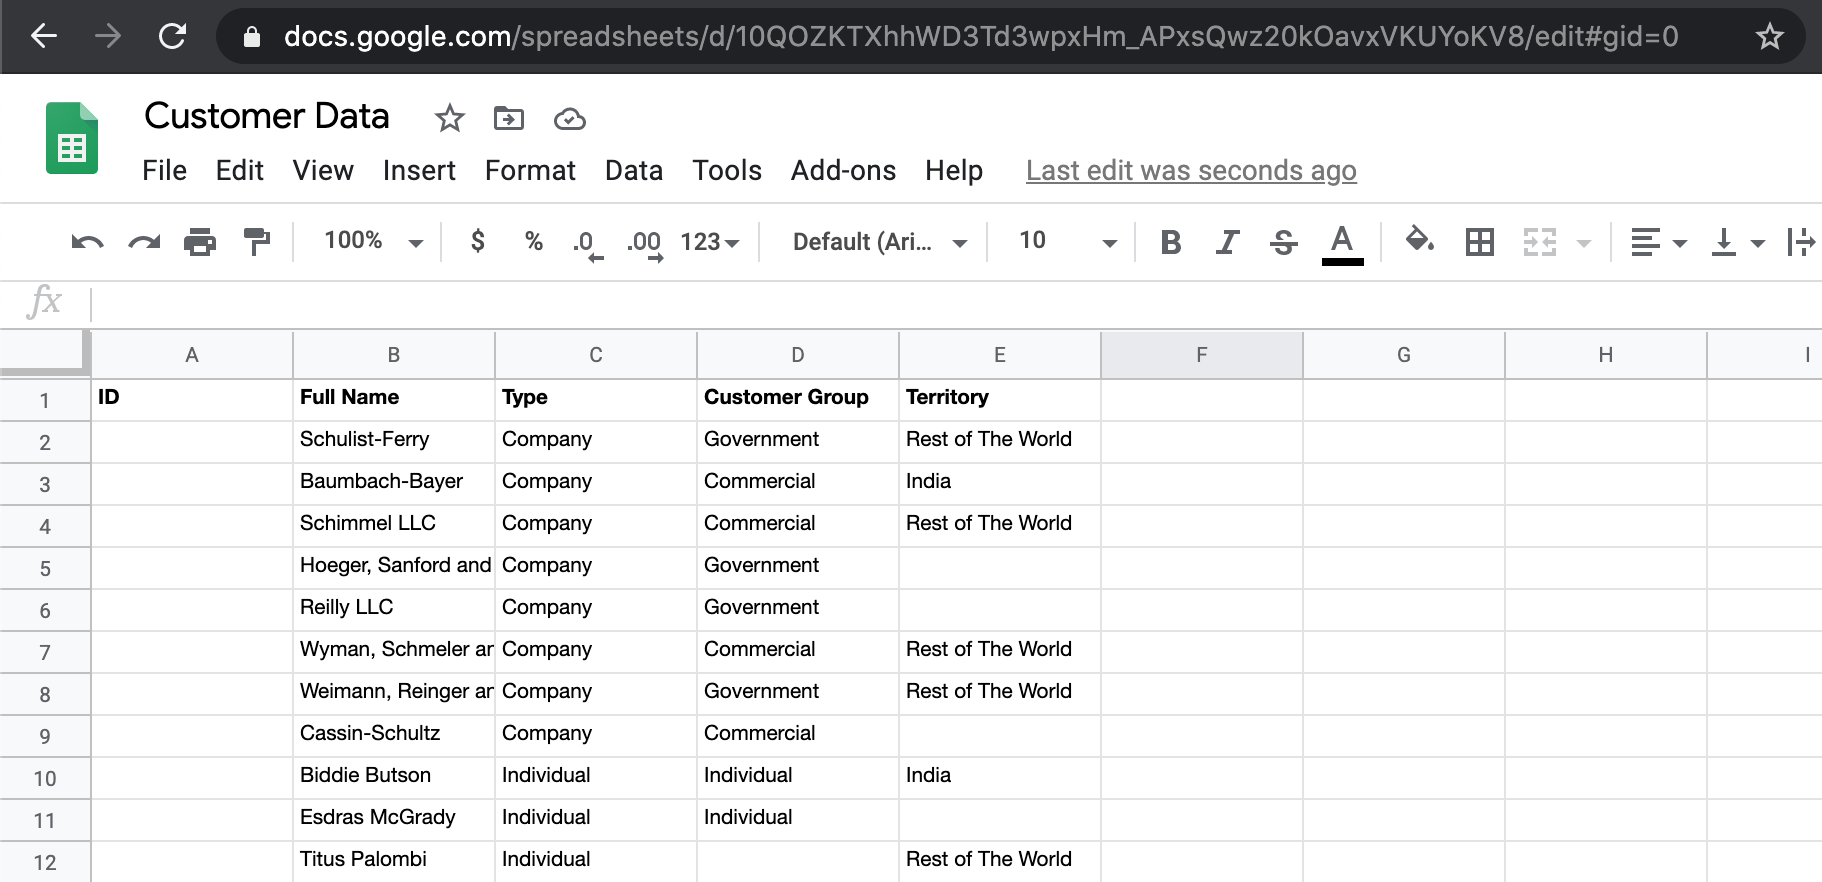 docs.google.com/spreadsheets/d/10QOZKTXhhWD3Td3wpxHm_APxsQwz20kOavxVKUYoKV8/edit#gid=0
Customer Data
File Edit View Insert Format Data Tools Add-ons Help Last edit was seconds ago
100% $ % .0 .00 123 Default (Ari... 10 B I S A
fx
A B C D E F G H I
1 ID Full Name Type Customer Group Territory
2 Schulist-Ferry Company Government Rest of The World
3 Baumbach-Bayer Company Commercial India
4 Schimmel LLC Company Commercial Rest of The World
5 Hoeger, Sanford and Company Government
6 Reilly LLC Company Government
7 Wyman, Schmeler ar Company Commercial Rest of The World
8 Weimann, Reinger ar Company Government Rest of The World
9 Cassin-Schultz Company Commercial
10 Biddie Butson Individual Individual India
11 Esdras McGrady Individual Individual
12 Titus Palombi Individual Rest of The World